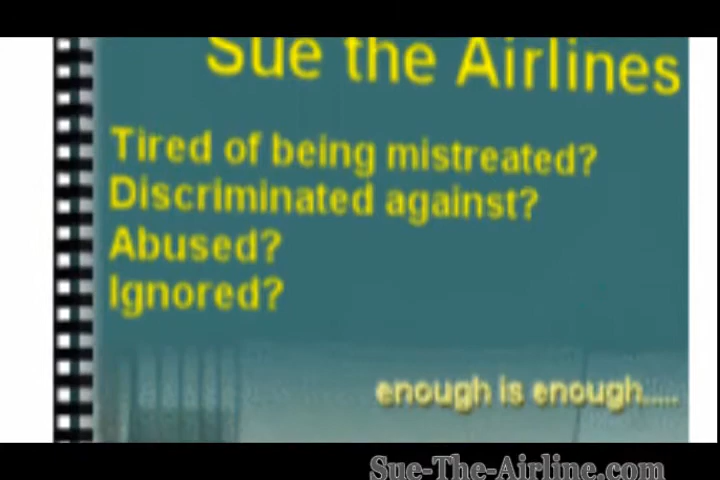 Sue the Airlines
Tired of being mistreated?
Discriminated against?
Abused?
Ignored?
enough is enough.....
Sue-The-Airline.com